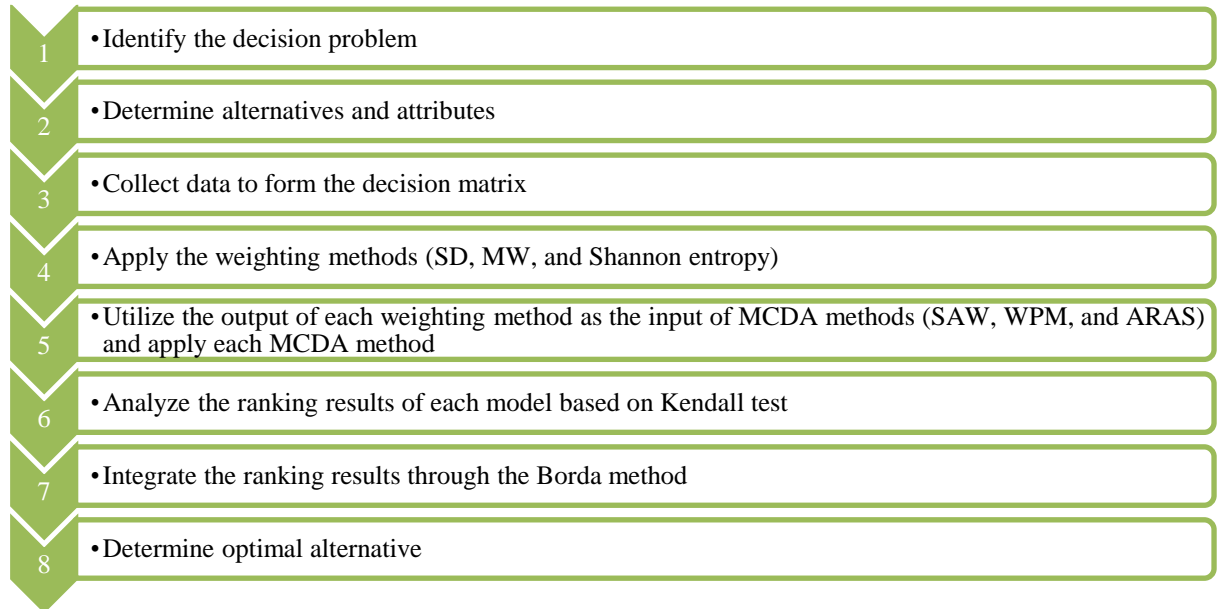 1
•Identify the decision problem
2
•Determine alternatives and attributes
3
•Collect data to form the decision matrix
4
•Apply the weighting methods (SD, MW, and Shannon entropy)
5
•Utilize the output of each weighting method as the input of MCDA methods (SAW, WPM, and ARAS)
and apply each MCDA method
6
•Analyze the ranking results of each model based on Kendall test
7
•Integrate the ranking results through the Borda method
8
•Determine optimal alternative